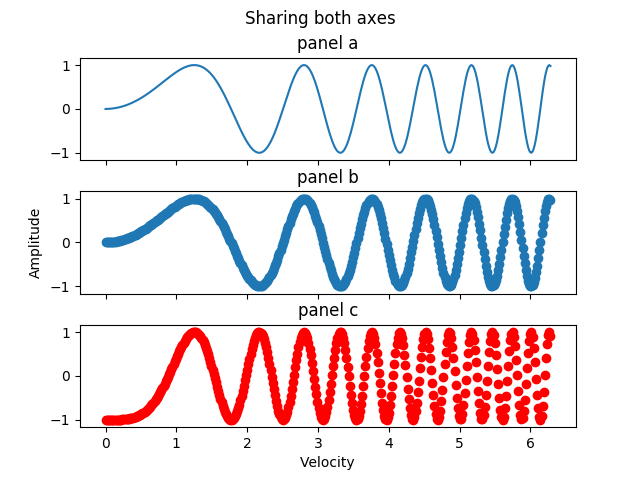 Sharing both axes
panel a
1
0
−1
panel b
1
0
−1
Amplitude
panel c
1
0
−1
0 1 2 3 4 5 6
Velocity